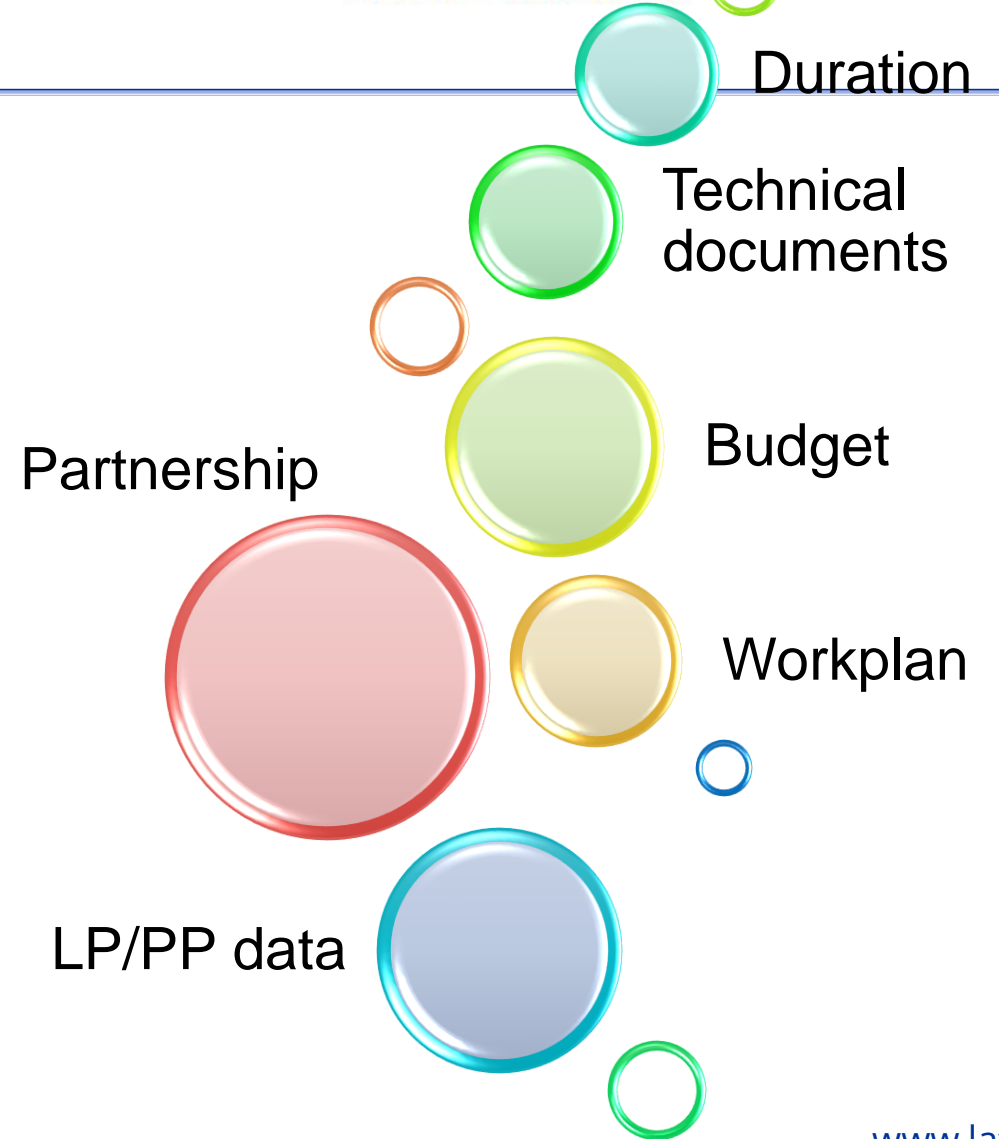 Duration
Technical
documents
Budget
Partnership
Workplan
LP/PP data